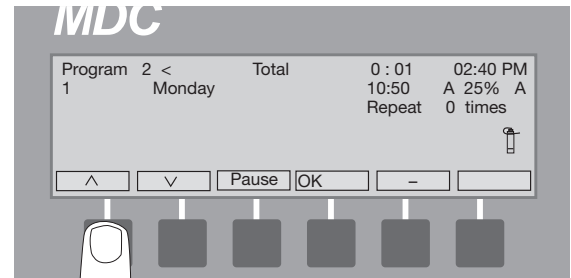 MDC
Program 2 < Total 0 : 01 02:40 PM
1 Monday 10:50 A 25% A
Repeat 0 times
Pause OK –